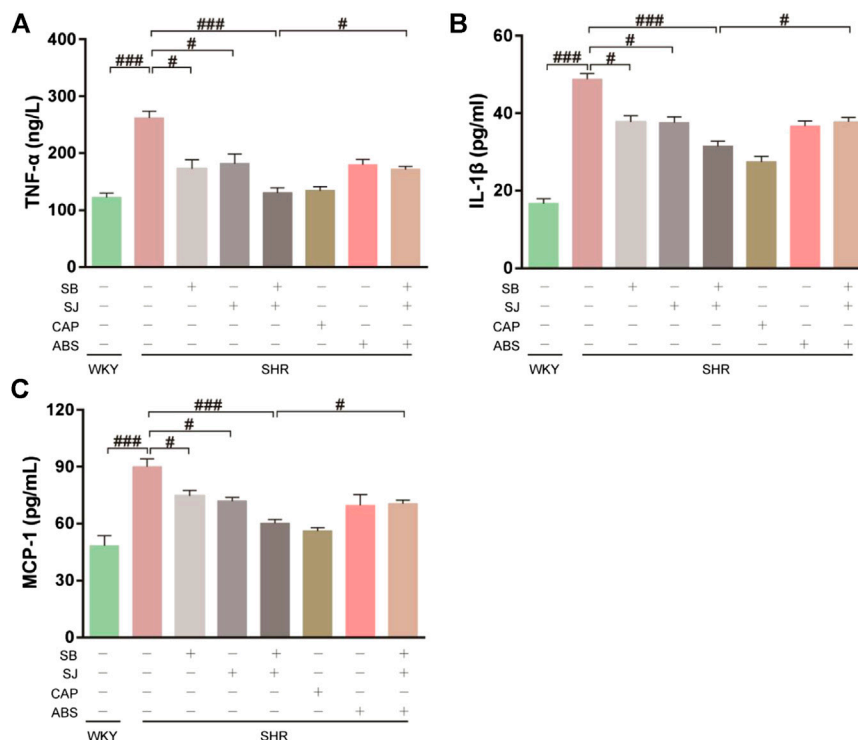 A
TNF-α (ng/L)
400
300
200
100
0
### # # ### #
SB – – + – + – – +
SJ – – – + + – – +
CAP – – – – – + – –
ABS – – – – – – + +
WKY SHR
B
IL-1β (pg/ml)
60
40
20
0
### # # ### #
SB – – + – + – – +
SJ – – – + + – – +
CAP – – – – – + – –
ABS – – – – – – + +
WKY SHR
C
MCP-1 (pg/mL)
120
90
60
30
0
### # # ### #
SB – – + – + – – +
SJ – – – + + – – +
CAP – – – – – + – –
ABS – – – – – – + +
WKY SHR